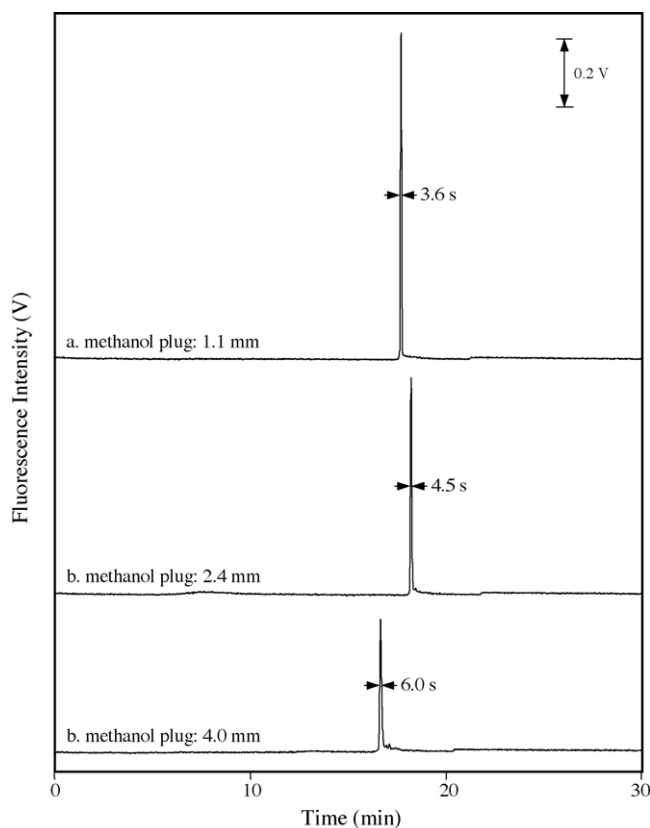 0.2 V
3.6 s
a. methanol plug: 1.1 mm
4.5 s
b. methanol plug: 2.4 mm
6.0 s
b. methanol plug: 4.0 mm
Fluorescence Intensity (V)
0 10 20 30
Time (min)